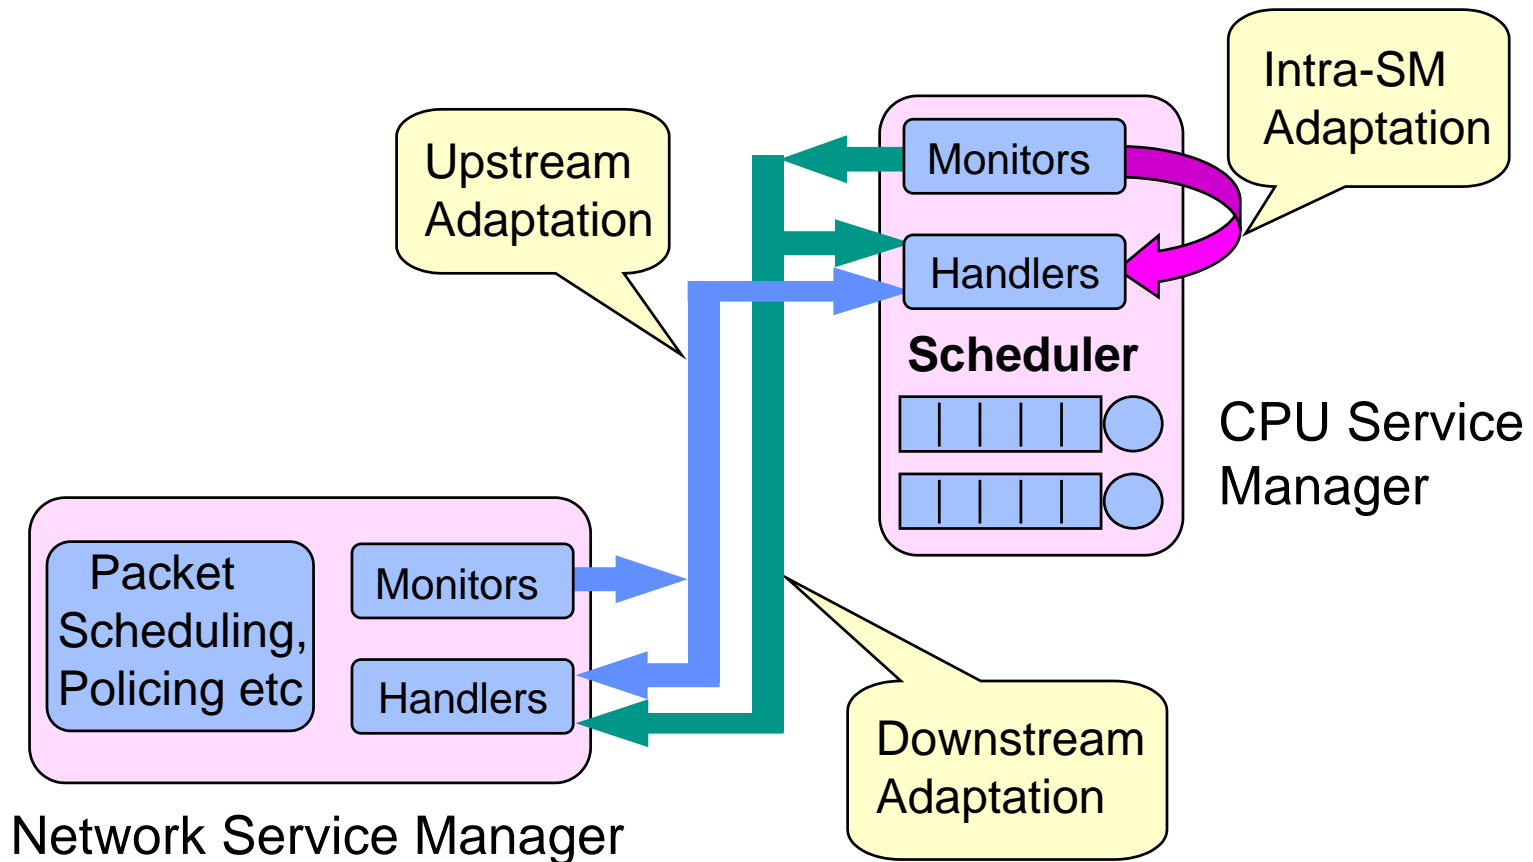 Intra-SM
Adaptation
Upstream
Adaptation
Monitors
Handlers
Scheduler
CPU Service
Manager
Packet
Scheduling,
Policing etc
Monitors
Handlers
Downstream
Adaptation
Network Service Manager